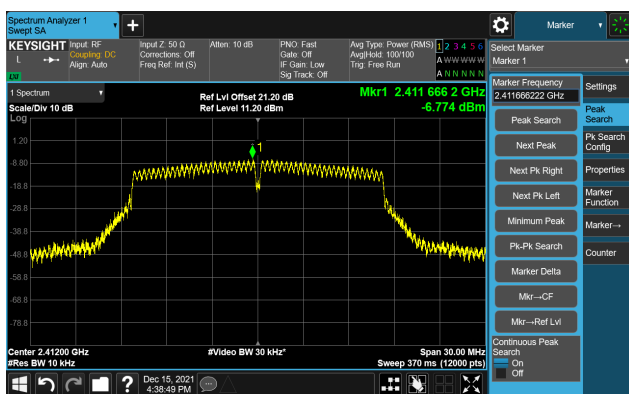 Spectrum Analyzer 1
Swept SA
+
Marker
KEYSIGHT
L
LXI
Input: RF
Coupling: DC
Align: Auto
Input Z: 50 Ω
Corrections: Off
Freq Ref: Int (S)
Atten: 10 dB
PNO: Fast
Gate: Off
IF Gain: Low
Sig Track: Off
Avg Type: Power (RMS)
Avg|Hold: 100/100
Trig: Free Run
1 2 3 4 5 6
A W W W W W
A N N N N N
Select Marker
Marker 1
1 Spectrum
Scale/Div 10 dB
Log
Ref Lvl Offset 21.20 dB
Ref Level 11.20 dBm
Mkr1 2.411 666 2 GHz
-6.774 dBm
1
1.20
-8.80
-18.8
-28.8
-38.8
-48.8
-58.8
-68.8
-78.8
Center 2.41200 GHz
#Res BW 10 kHz
#Video BW 30 kHz*
Span 30.00 MHz
Sweep 370 ms (12000 pts)
Marker Frequency
2.411666222 GHz
Peak Search
Next Peak
Next Pk Right
Next Pk Left
Minimum Peak
Pk-Pk Search
Marker Delta
Mkr→CF
Mkr→Ref Lvl
Continuous Peak
Search
On
Off
Settings
Peak
Search
Pk Search
Config
Properties
Marker
Function
Marker→
Counter
?
Dec 15, 2021
4:38:49 PM